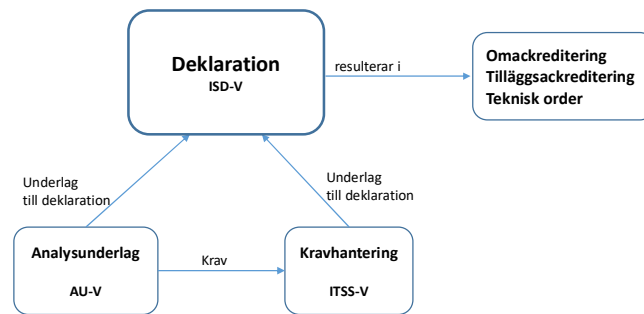 Deklaration
ISD-V
resulterar i
Omackreditering
Tilläggsackreditering
Teknisk order
Underlag
till deklaration
Underlag
till deklaration
Analysunderlag
AU-V
Krav
Kravhantering
ITSS-V